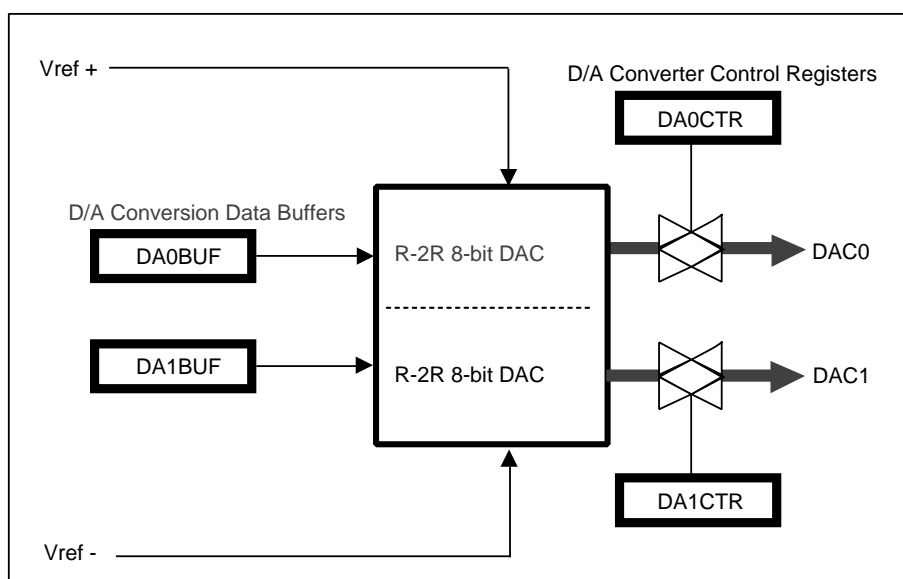 Vref +
D/A Converter Control Registers
DA0CTR
D/A Conversion Data Buffers
DA0BUF
R-2R 8-bit DAC
DAC0
DA1BUF
R-2R 8-bit DAC
DAC1
DA1CTR
Vref -